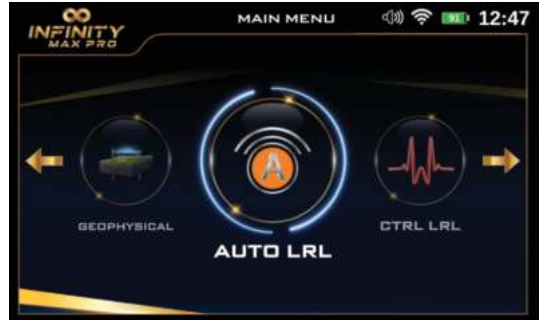 INFINITY
MAX PRO
MAIN MENU
91
12:47
A
GEOPHYSICAL
AUTO LRL
CTRL LRL